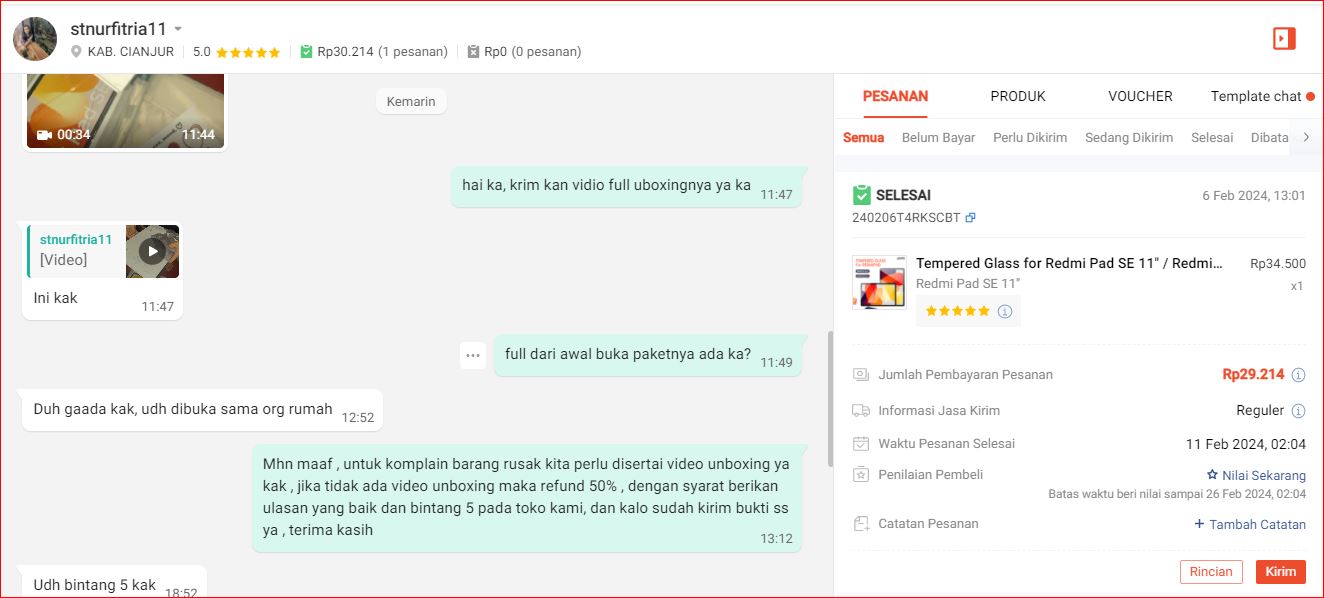 stnurfitria11
KAB. CIANJUR 5.0 Rp30.214 (1 pesanan) Rp0 (0 pesanan)
00:34 11:44
Kemarin
hai ka, krim kan vidio full uboxingnya ya ka 11:47
stnurfitria11
[Video]
Ini kak 11:47
full dari awal buka paketnya ada ka? 11:49
Duh gaada kak, udh dibuka sama org rumah 12:52
Mhn maaf , untuk komplain barang rusak kita perlu disertai video unboxing ya
kak , jika tidak ada video unboxing maka refund 50% , dengan syarat berikan
ulasan yang baik dan bintang 5 pada toko kami, dan kalo sudah kirim bukti ss
ya , terima kasih 13:12
Udh bintang 5 kak 18:52
PESANAN PRODUK VOUCHER Template chat
Semua Belum Bayar Perlu Dikirim Sedang Dikirim Selesai Dibata
SELESAI 6 Feb 2024, 13:01
240206T4RKSCBT
Tempered Glass for Redmi Pad SE 11" / Redmi... Rp34.500
Redmi Pad SE 11" x1
Jumlah Pembayaran Pesanan Rp29.214
Informasi Jasa Kirim Reguler
Waktu Pesanan Selesai 11 Feb 2024, 02:04
Penilaian Pembeli Nilai Sekarang
Batas waktu beri nilai sampai 26 Feb 2024, 02:04
Catatan Pesanan + Tambah Catatan
Rincian Kirim